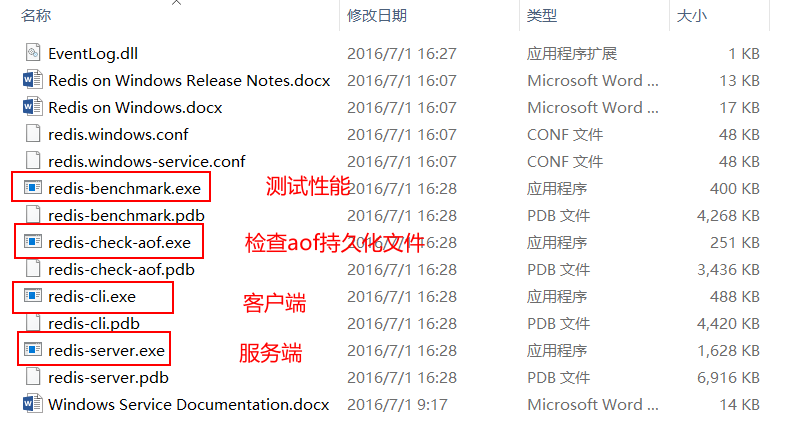 名称 修改日期 类型 大小
EventLog.dll 2016/7/1 16:27 应用程序扩展 1 KB
Redis on Windows Release Notes.docx 2016/7/1 16:07 Microsoft Word ... 13 KB
Redis on Windows.docx 2016/7/1 16:07 Microsoft Word ... 17 KB
redis.windows.conf 2016/7/1 16:07 CONF 文件 48 KB
redis.windows-service.conf 2016/7/1 16:07 CONF 文件 48 KB
redis-benchmark.exe 测试性能 2016/7/1 16:28 应用程序 400 KB
redis-benchmark.pdb 2016/7/1 16:28 PDB 文件 4,268 KB
redis-check-aof.exe 检查aof持久化文件 2016/7/1 16:28 应用程序 251 KB
redis-check-aof.pdb 2016/7/1 16:28 PDB 文件 3,436 KB
redis-cli.exe 客户端 2016/7/1 16:28 应用程序 488 KB
redis-cli.pdb 2016/7/1 16:28 PDB 文件 4,420 KB
redis-server.exe 服务端 2016/7/1 16:28 应用程序 1,628 KB
redis-server.pdb 2016/7/1 16:28 PDB 文件 6,916 KB
Windows Service Documentation.docx 2016/7/1 9:17 Microsoft Word ... 14 KB